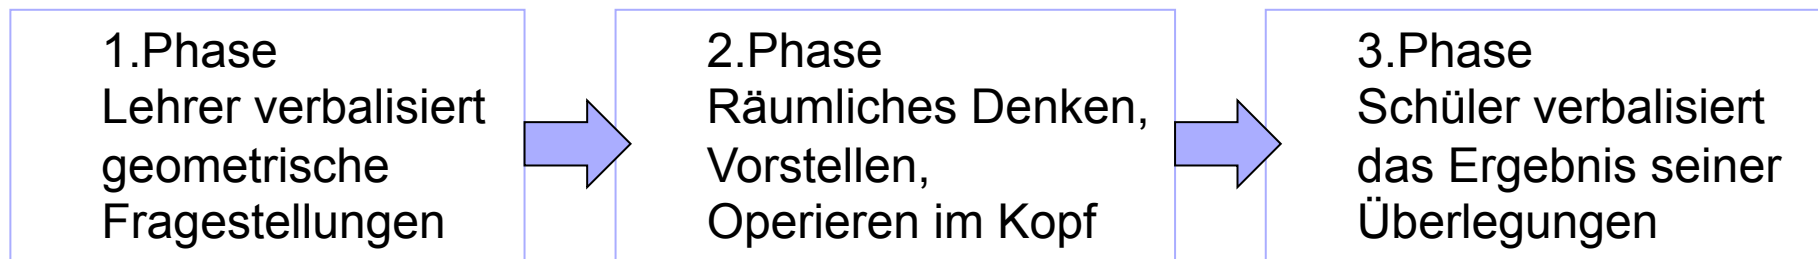 1.Phase
Lehrer verbalisiert
geometrische
Fragestellungen
2.Phase
Räumliches Denken,
Vorstellen,
Operieren im Kopf
3.Phase
Schüler verbalisiert
das Ergebnis seiner
Überlegungen